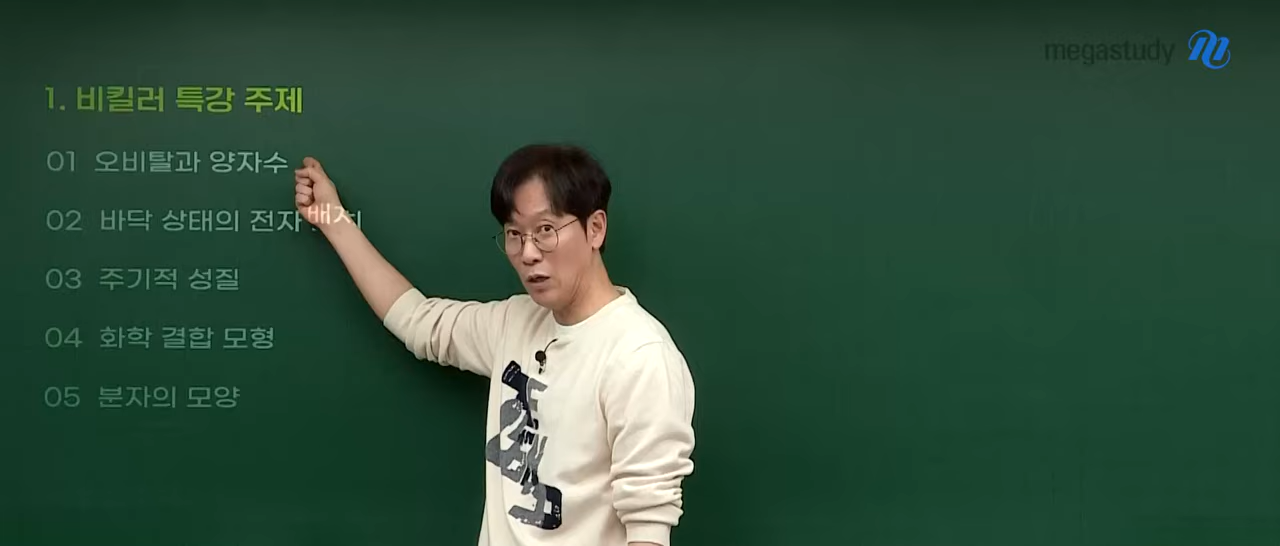 megastudy
1. 비킬러 특강 주제
01 오비탈과 양자수
02 바닥 상태의 전자 배치
03 주기적 성질
04 화학 결합 모형
05 분자의 모양